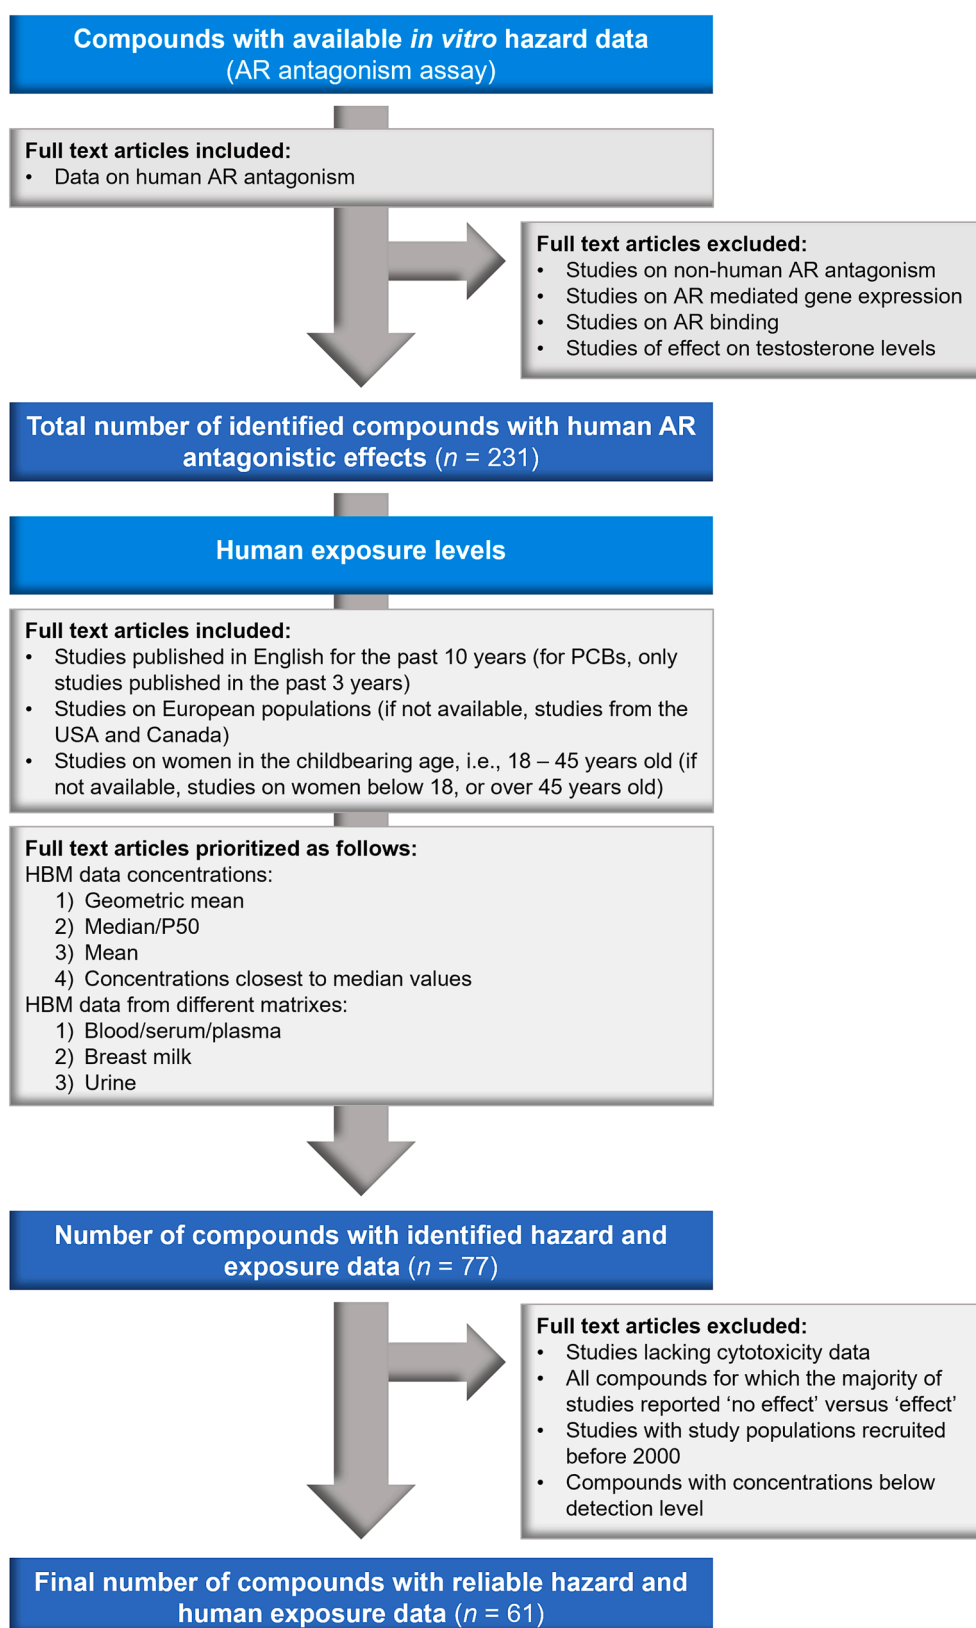 Compounds with available in vitro hazard data
(AR antagonism assay)
Full text articles included:
• Data on human AR antagonism
Full text articles excluded:
• Studies on non-human AR antagonism
• Studies on AR mediated gene expression
• Studies on AR binding
• Studies of effect on testosterone levels
Total number of identified compounds with human AR
antagonistic effects (n = 231)
Human exposure levels
Full text articles included:
• Studies published in English for the past 10 years (for PCBs, only
studies published in the past 3 years)
• Studies on European populations (if not available, studies from the
USA and Canada)
• Studies on women in the childbearing age, i.e., 18 – 45 years old (if
not available, studies on women below 18, or over 45 years old)
Full text articles prioritized as follows:
HBM data concentrations:
1) Geometric mean
2) Median/P50
3) Mean
4) Concentrations closest to median values
HBM data from different matrixes:
1) Blood/serum/plasma
2) Breast milk
3) Urine
Number of compounds with identified hazard and
exposure data (n = 77)
Full text articles excluded:
• Studies lacking cytotoxicity data
• All compounds for which the majority of
studies reported ‘no effect’ versus ‘effect’
• Studies with study populations recruited
before 2000
• Compounds with concentrations below
detection level
Final number of compounds with reliable hazard and
human exposure data (n = 61)